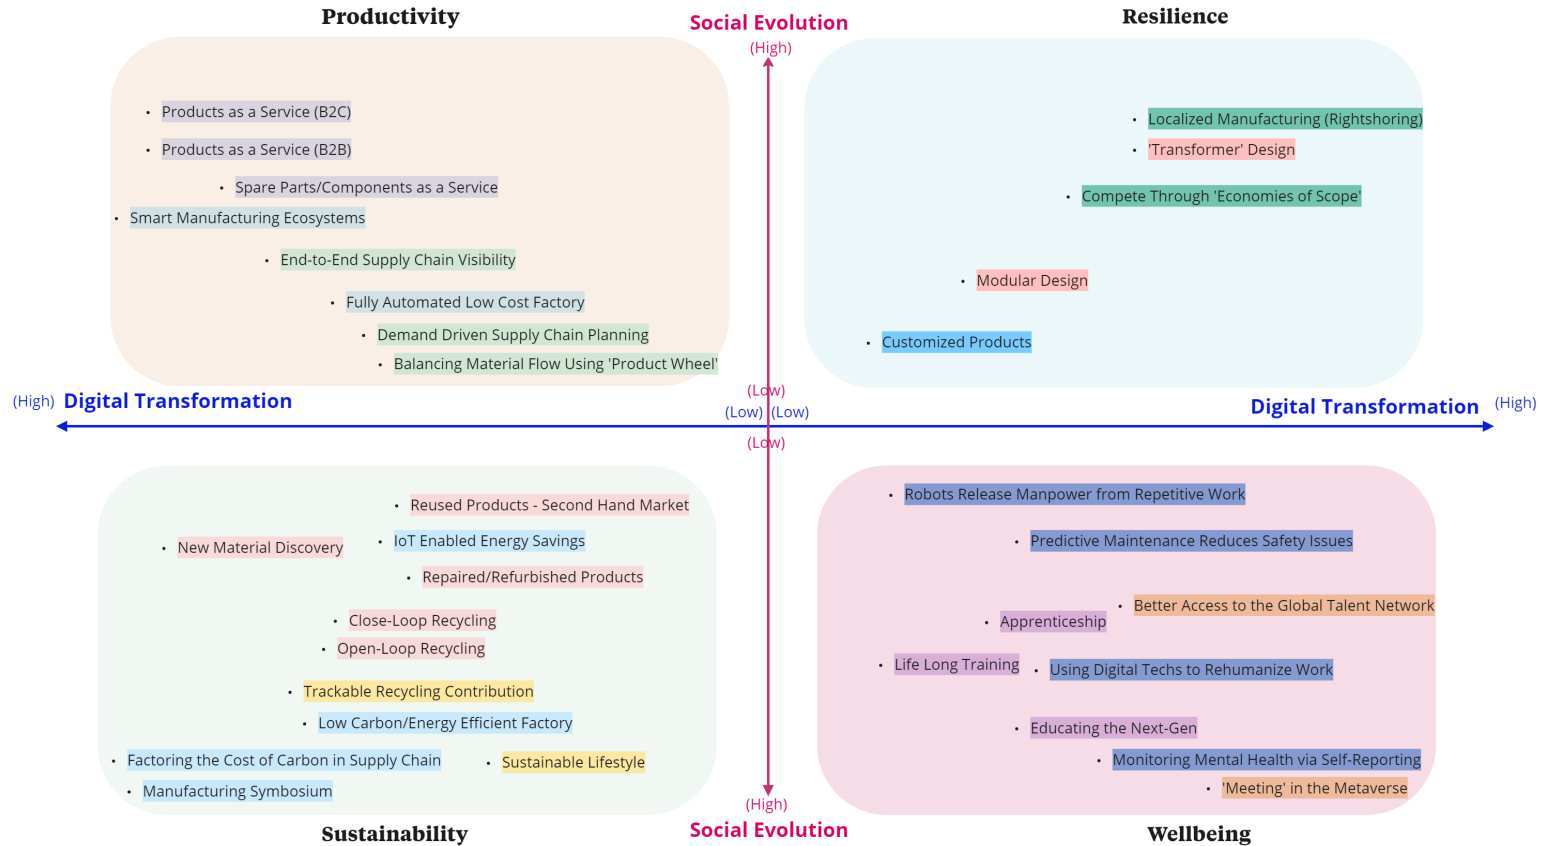 Productivity
Social Evolution
(High)
Resilience
Products as a Service (B2C)
Products as a Service (B2B)
Spare Parts/Components as a Service
Smart Manufacturing Ecosystems
End-to-End Supply Chain Visibility
Fully Automated Low Cost Factory
Demand Driven Supply Chain Planning
Balancing Material Flow Using 'Product Wheel'
Localized Manufacturing (Rightshoring)
'Transformer' Design
Compete Through 'Economies of Scope'
Modular Design
Customized Products
(High) Digital Transformation
(Low)
(Low) (Low)
(Low)
Digital Transformation (High)
Reused Products - Second Hand Market
IoT Enabled Energy Savings
New Material Discovery
Repaired/Refurbished Products
Close-Loop Recycling
Open-Loop Recycling
Trackable Recycling Contribution
Low Carbon/Energy Efficient Factory
Factoring the Cost of Carbon in Supply Chain
Sustainable Lifestyle
Manufacturing Symbosium
Robots Release Manpower from Repetitive Work
Predictive Maintenance Reduces Safety Issues
Better Access to the Global Talent Network
Apprenticeship
Life Long Training
Using Digital Techs to Rehumanize Work
Educating the Next-Gen
Monitoring Mental Health via Self-Reporting
'Meeting' in the Metaverse
Sustainability
(High)
Social Evolution
Wellbeing